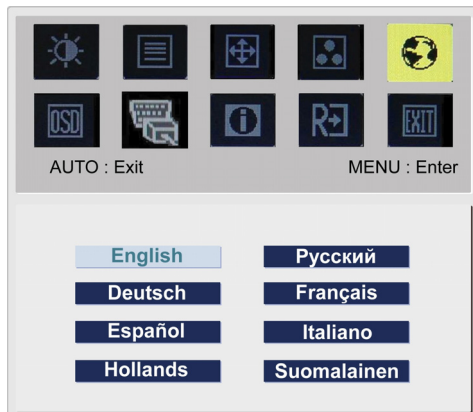 OSD
R
EXIT
AUTO : Exit
MENU : Enter
English
Русский
Deutsch
Français
Español
Italiano
Hollands
Suomalainen